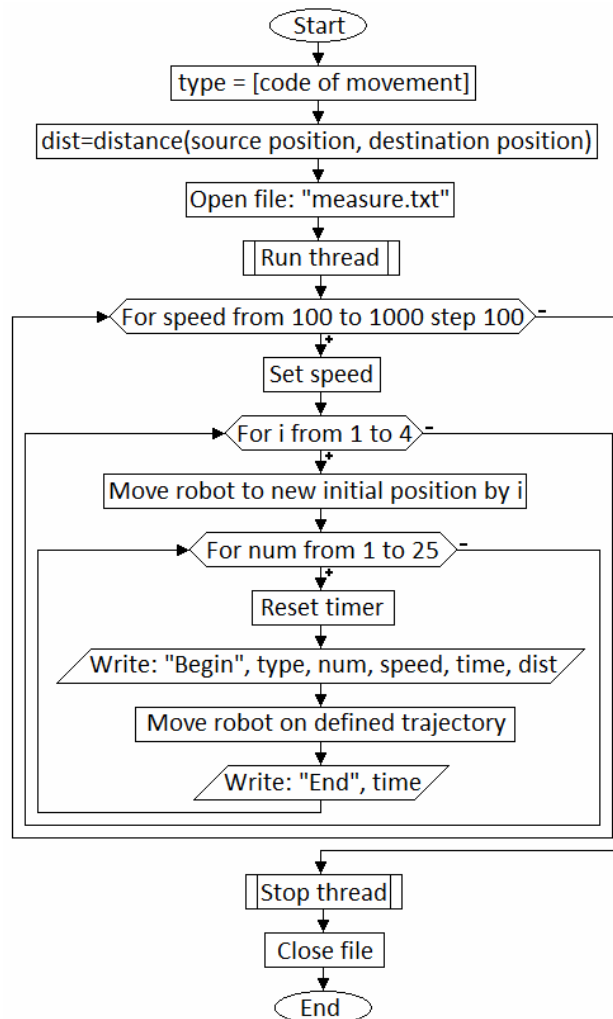 Start
type = [code of movement]
dist=distance(source position, destination position)
Open file: "measure.txt"
Run thread
For speed from 100 to 1000 step 100
-
+
Set speed
For i from 1 to 4
-
+
Move robot to new initial position by i
For num from 1 to 25
-
+
Reset timer
Write: "Begin", type, num, speed, time, dist
Move robot on defined trajectory
Write: "End", time
Stop thread
Close file
End